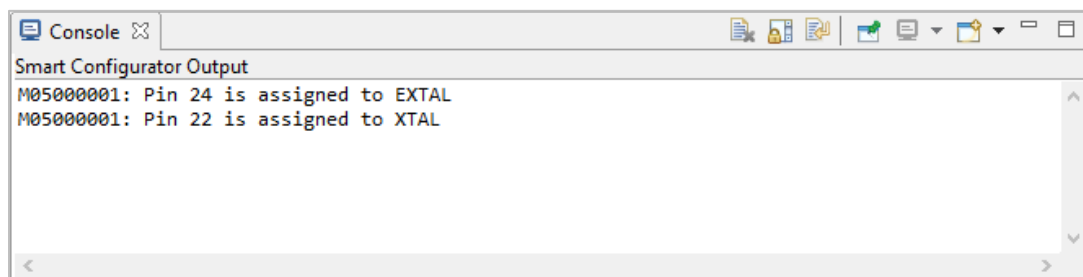 Console
Smart Configurator Output
M05000001: Pin 24 is assigned to EXTAL
M05000001: Pin 22 is assigned to XTAL